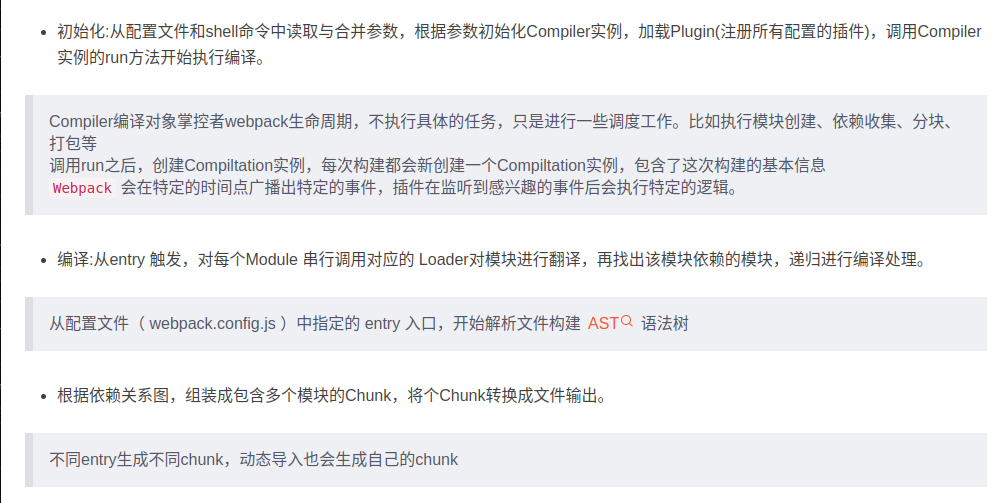 初始化:从配置文件和shell命令中读取与合并参数，根据参数初始化Compiler实例，加载Plugin(注册所有配置的插件)，调用Compiler
实例的run方法开始执行编译。
Compiler编译对象掌控者webpack生命周期，不执行具体的任务，只是进行一些调度工作。比如执行模块创建、依赖收集、分块、
打包等
调用run之后，创建Compiltation实例，每次构建都会新创建一个Compiltation实例，包含了这次构建的基本信息
Webpack 会在特定的时间点广播出特定的事件，插件在监听到感兴趣的事件后会执行特定的逻辑。
编译:从entry 触发，对每个Module 串行调用对应的 Loader对模块进行翻译，再找出该模块依赖的模块，递归进行编译处理。
从配置文件（ webpack.config.js ）中指定的 entry 入口，开始解析文件构建 AST 语法树
根据依赖关系图，组装成包含多个模块的Chunk，将个Chunk转换成文件输出。
不同entry生成不同chunk，动态导入也会生成自己的chunk